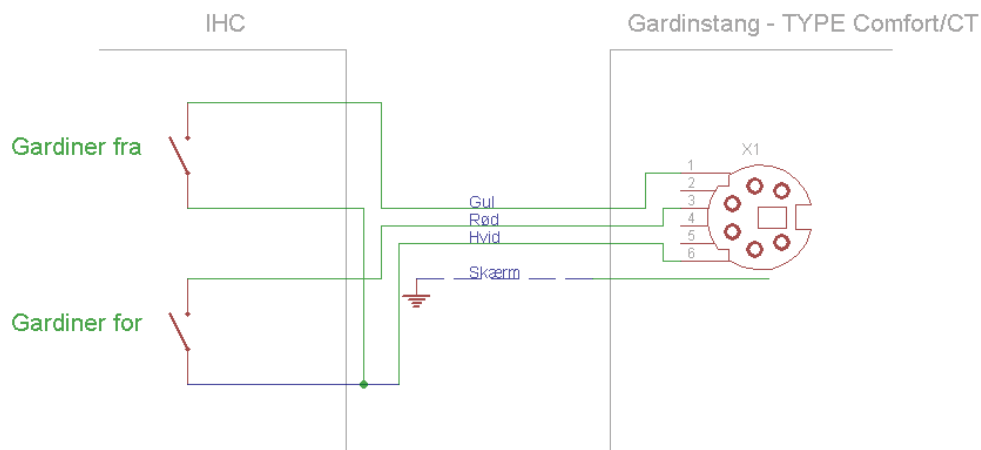 IHC
Gardinstang - TYPE Comfort/CT
Gardiner fra
X1
1
2
3
4
5
6
Gul
Rød
Hvid
Skærm
Gardiner for